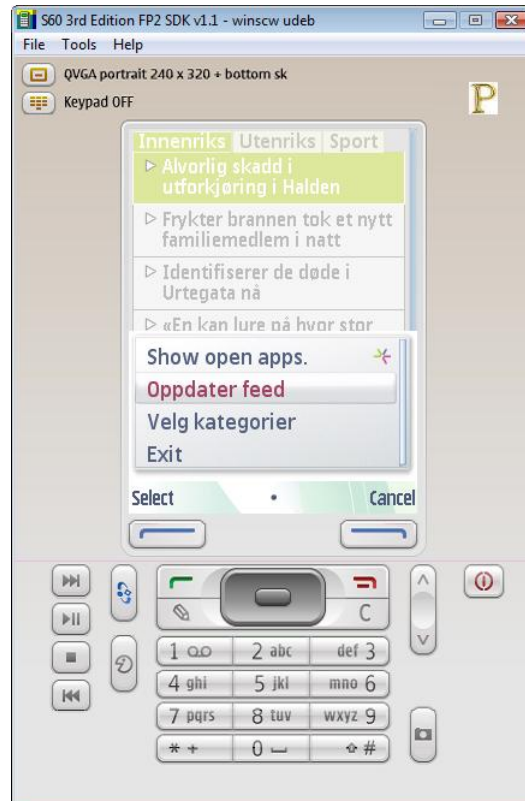 S60 3rd Edition FP2 SDK v1.1 - winscw udeb
File Tools Help
QVGA portrait 240 x 320 + bottom sk
Keypad OFF
P
Innenriks Utenriks Sport
Alvorlig skadd i
utforkjøring i Halden
Frykter brannen tok et nytt
familiemedlem i natt
Identifiserer de døde i
Urtegata nå
«En kan lure på hvor stor
Show open apps.
Oppdater feed
Velg kategorier
Exit
Select Cancel
C
1 2 abc def 3
4 ghi 5 jkl mno 6
7 pqrs 8 tuv wxyz 9
* + 0 #